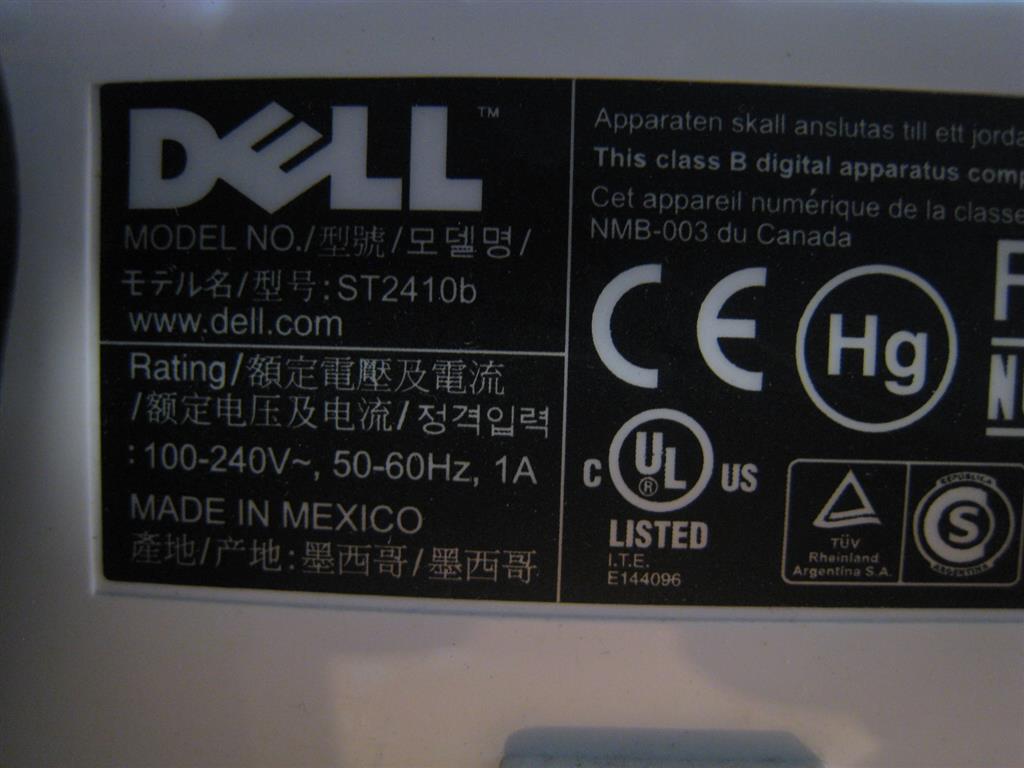 DELL™
MODEL NO./型號/모델명/
モデル名/型号:ST2410b
www.dell.com
Rating/額定電壓及電流
/额定电压及电流/정격입력
:100-240V~, 50-60Hz, 1A
MADE IN MEXICO
產地/产地:墨西哥/墨西哥
Apparaten skall anslutas till ett
This class B digital apparatus
Cet appareil numérique de la classe
NMB-003 du Canada
CE
Hg
C UL® US
LISTED
I.T.E.
E144096
TÜV
Rheinland
Argentina S.A.
REPUBLICA
S
ARGENTINA